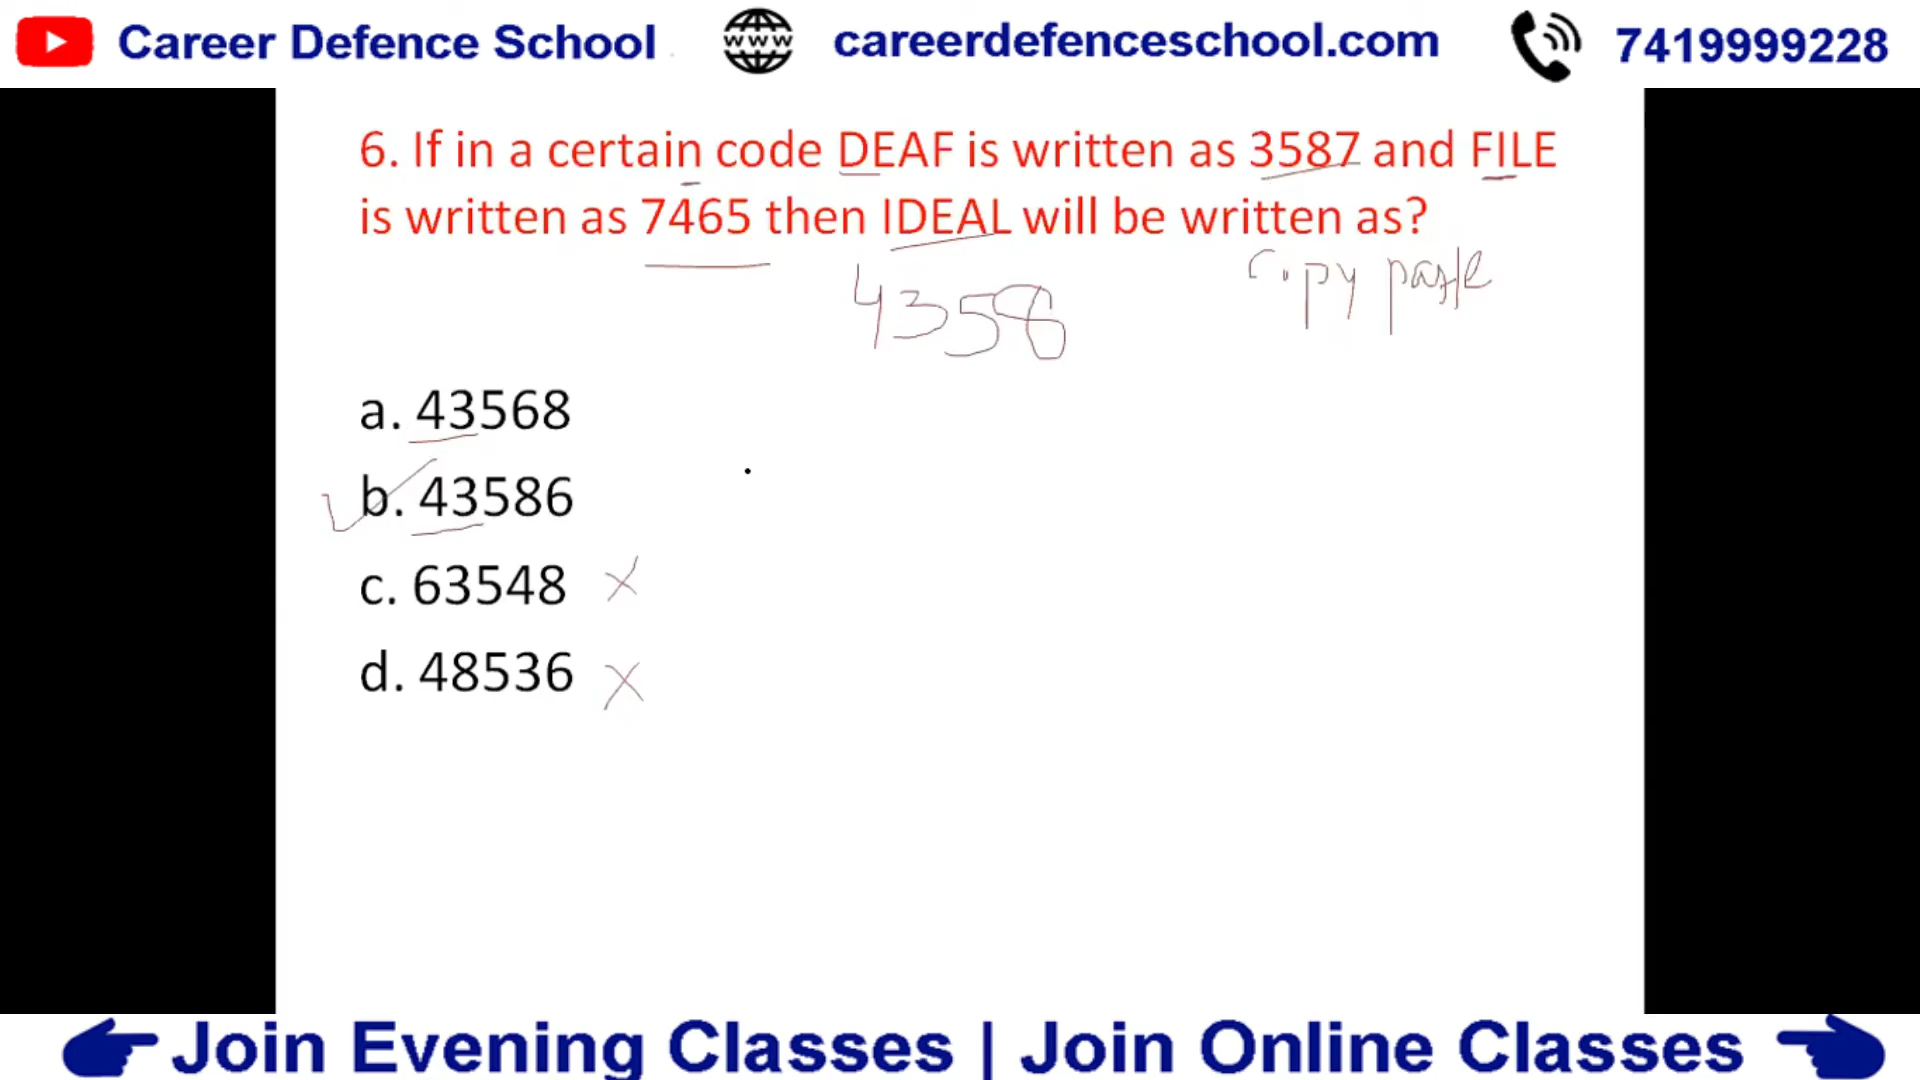 Career Defence School
www
careerdefenceschool.com
7419999228
6. If in a certain code DEAF is written as 3587 and FILE
is written as 7465 then IDEAL will be written as?
copy paste
4358
a. 43568
b. 43586
c. 63548 X
d. 48536 X
Join Evening Classes | Join Online Classes